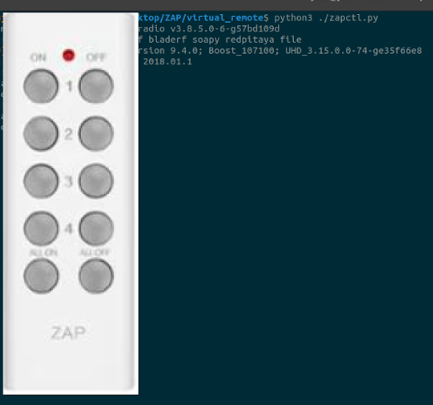 ktop/ZAP/virtual_remote$ python3 ./zapctl.py
radio v3.8.5.0-6-g57bd109d
f bladerf soapy redpitaya file
rsion 9.4.0; Boost_107100; UHD_3.15.0.0-74-ge35f66e8
2018.01.1
ON OFF
1
2
3
4
ALL ON ALL OFF
ZAP